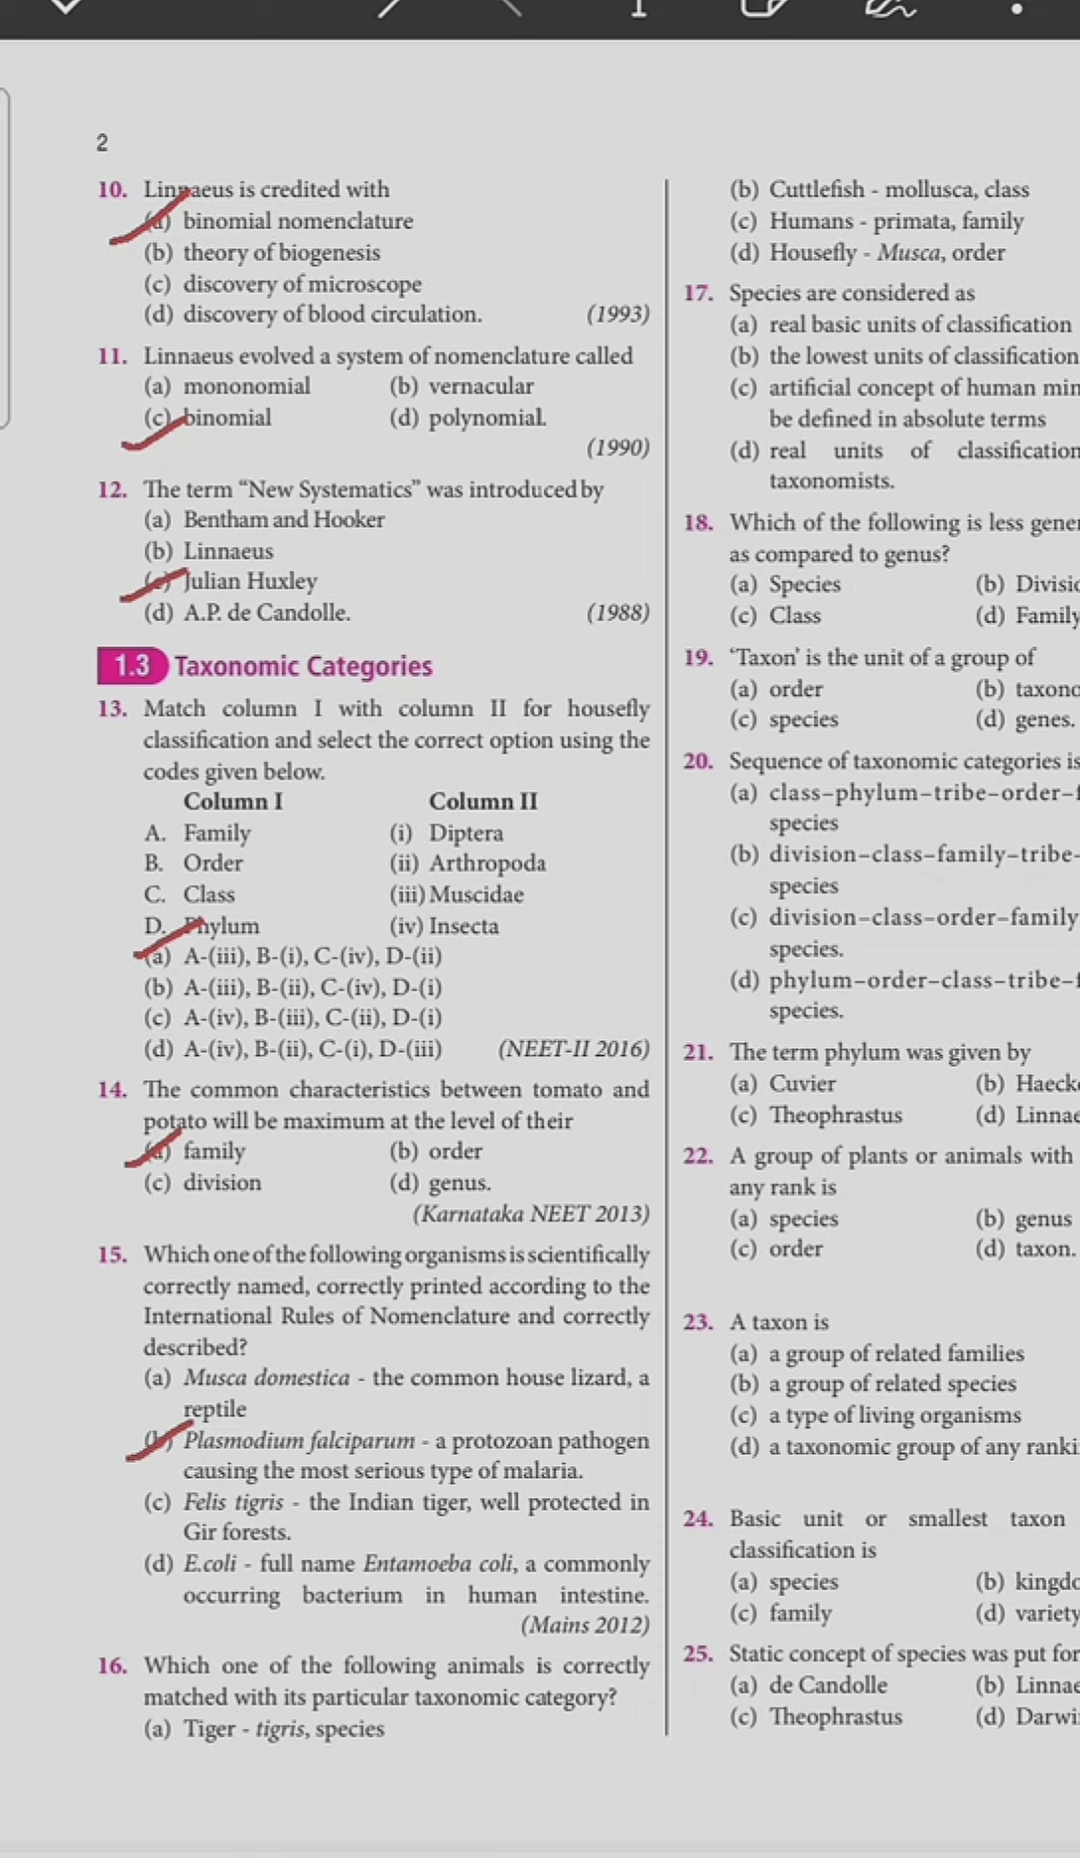 2
10. Linnaeus is credited with
(a) binomial nomenclature
(b) theory of biogenesis
(c) discovery of microscope
(d) discovery of blood circulation. (1993)
11. Linnaeus evolved a system of nomenclature called
(a) mononomial (b) vernacular
(c) binomial (d) polynomial.
(1990)
12. The term “New Systematics” was introduced by
(a) Bentham and Hooker
(b) Linnaeus
(c) Julian Huxley
(d) A.P. de Candolle. (1988)
1.3 Taxonomic Categories
13. Match column I with column II for housefly
classification and select the correct option using the
codes given below.
Column I Column II
A. Family (i) Diptera
B. Order (ii) Arthropoda
C. Class (iii) Muscidae
D. Phylum (iv) Insecta
(a) A-(iii), B-(i), C-(iv), D-(ii)
(b) A-(iii), B-(ii), C-(iv), D-(i)
(c) A-(iv), B-(iii), C-(ii), D-(i)
(d) A-(iv), B-(ii), C-(i), D-(iii) (NEET-II 2016)
14. The common characteristics between tomato and
potato will be maximum at the level of their
(a) family (b) order
(c) division (d) genus.
(Karnataka NEET 2013)
15. Which one of the following organisms is scientifically
correctly named, correctly printed according to the
International Rules of Nomenclature and correctly
described?
(a) Musca domestica - the common house lizard, a
reptile
(b) Plasmodium falciparum - a protozoan pathogen
causing the most serious type of malaria.
(c) Felis tigris - the Indian tiger, well protected in
Gir forests.
(d) E.coli - full name Entamoeba coli, a commonly
occurring bacterium in human intestine.
(Mains 2012)
16. Which one of the following animals is correctly
matched with its particular taxonomic category?
(a) Tiger - tigris, species
(b) Cuttlefish - mollusca, class
(c) Humans - primata, family
(d) Housefly - Musca, order
17. Species are considered as
(a) real basic units of classification
(b) the lowest units of classification
(c) artificial concept of human
be defined in absolute terms
(d) real units of classification
taxonomists.
18. Which of the following is less
as compared to genus?
(a) Species (b)
(c) Class (d) Family
19. ‘Taxon’ is the unit of a group of
(a) order (b)
(c) species (d) genes.
20. Sequence of taxonomic categories is
(a) class–phylum–tribe–order–
species
(b) division–class–family–tribe–
species
(c) division–class–order–family
species.
(d) phylum–order–class–tribe–
species.
21. The term phylum was given by
(a) Cuvier (b)
(c) Theophrastus (d)
22. A group of plants or animals with
any rank is
(a) species (b) genus
(c) order (d) taxon.
23. A taxon is
(a) a group of related families
(b) a group of related species
(c) a type of living organisms
(d) a taxonomic group of any
24. Basic unit or smallest taxon
classification is
(a) species (b)
(c) family (d) variety
25. Static concept of species was put
(a) de Candolle (b)
(c) Theophrastus (d)